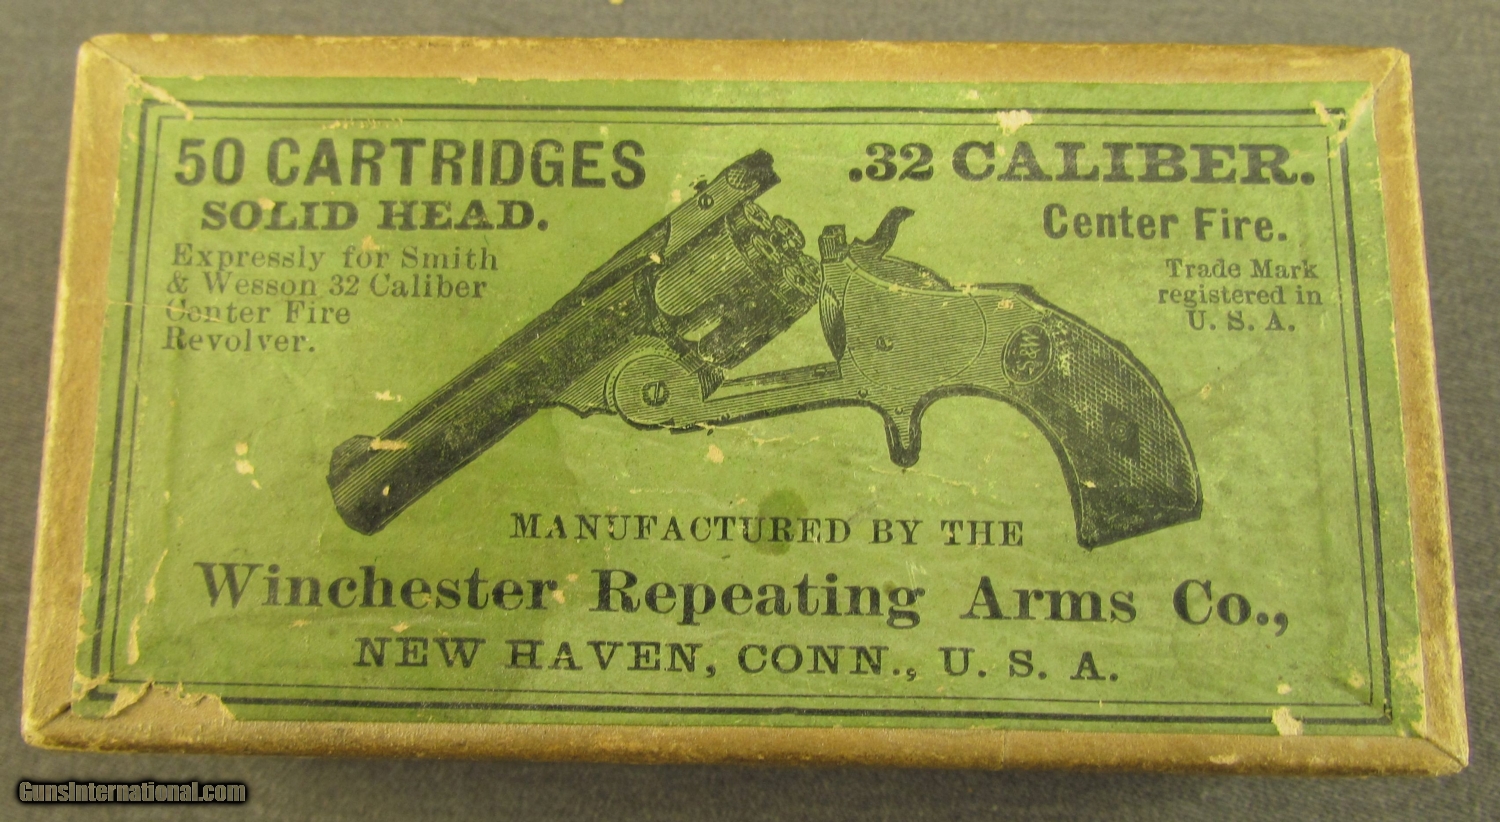 50 CARTRIDGES
SOLID HEAD.
Expressly for Smith
& Wesson 32 Caliber
Center Fire
Revolver.
.32 CALIBER.
Center Fire.
Trade Mark
registered in
U. S. A.
S&W
MANUFACTURED BY THE
Winchester Repeating Arms Co.,
NEW HAVEN, CONN., U. S. A.
GunsInternational.com